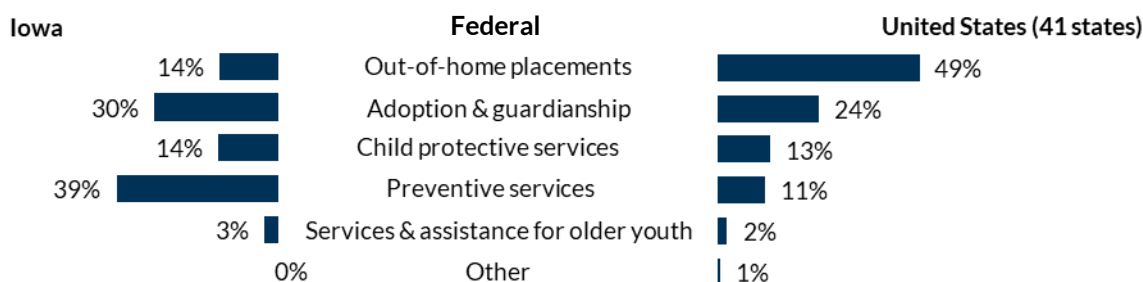 Iowa Federal United States (41 states)
14% Out-of-home placements 49%
30% Adoption & guardianship 24%
14% Child protective services 13%
39% Preventive services 11%
3% Services & assistance for older youth 2%
0% Other 1%